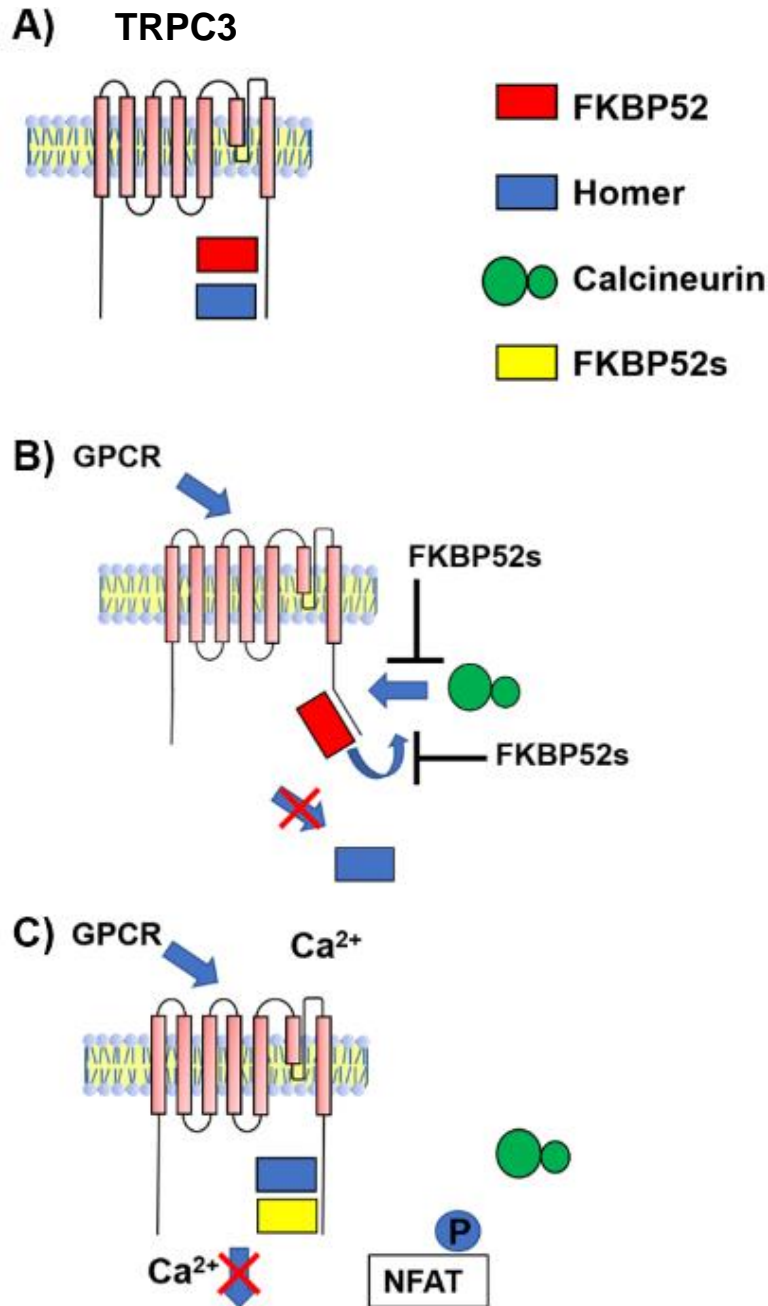 A) TRPC3
FKBP52
Homer
Calcineurin
FKBP52s
B) GPCR
FKBP52s
FKBP52s
C) GPCR
Ca²⁺
P
Ca²⁺
NFAT